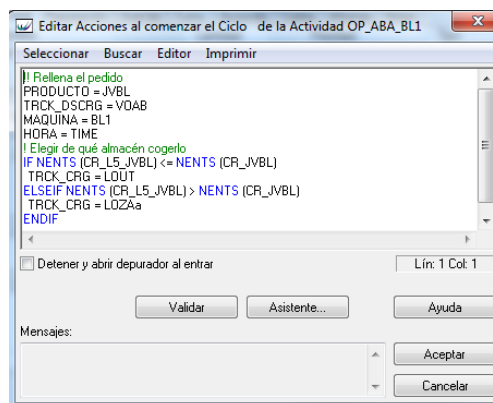 Editar Acciones al comenzar el Ciclo de la Actividad OP_ABA_BL1
Seleccionar Buscar Editor Imprimir
!! Rellena el pedido
PRODUCTO = JVBL
TRCK_DSCRG = VOAB
MAQUINA = BL1
HORA = TIME
! Elegir de qué almacén cogerlo
IF NENTS (CR_L5_JVBL) <= NENTS (CR_JVBL)
TRCK_CRG = LOUT
ELSEIF NENTS (CR_L5_JVBL) > NENTS (CR_JVBL)
TRCK_CRG = LOZAa
ENDIF
Detener y abrir depurador al entrar
Lín: 1 Col: 1
Validar Asistente... Ayuda
Mensajes:
Aceptar
Cancelar